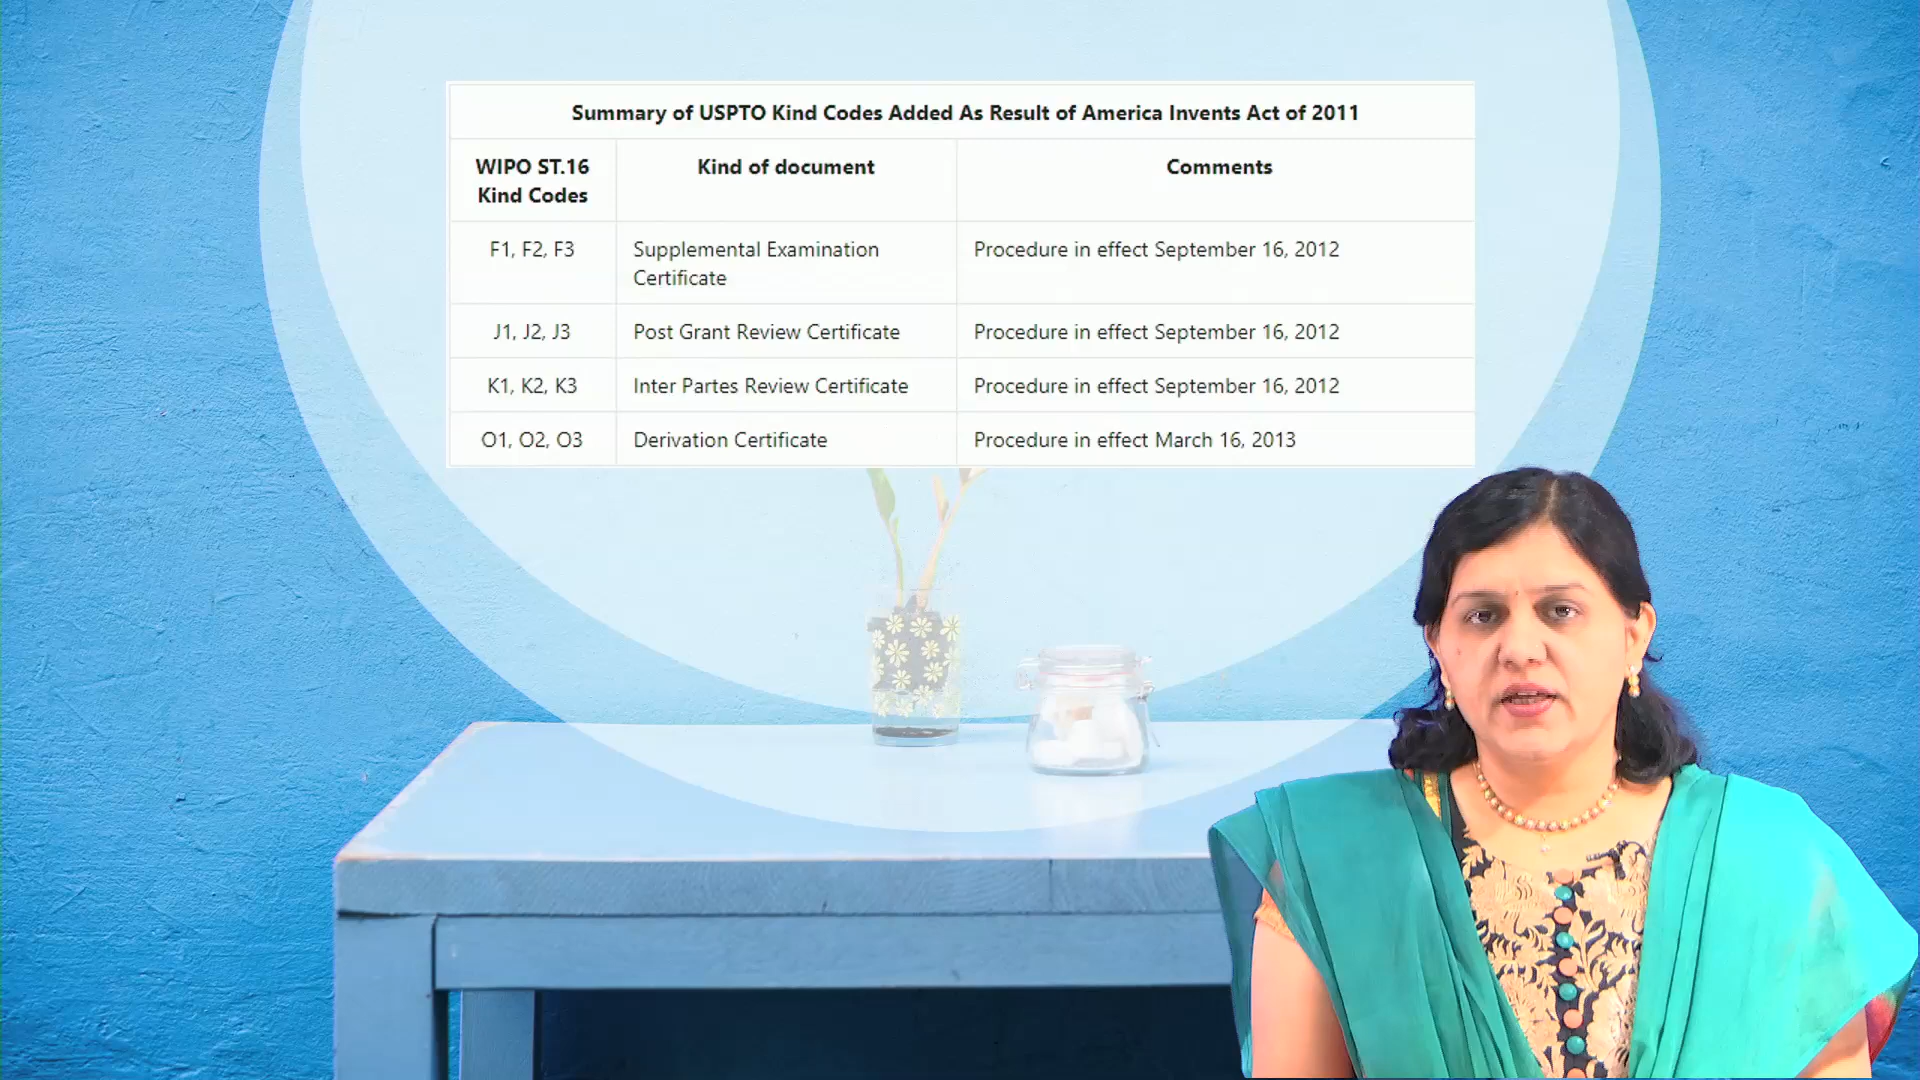 Summary of USPTO Kind Codes Added As Result of America Invents Act of 2011
WIPO ST.16
Kind Codes
Kind of document
Comments
F1, F2, F3
Supplemental Examination
Certificate
Procedure in effect September 16, 2012
J1, J2, J3
Post Grant Review Certificate
Procedure in effect September 16, 2012
K1, K2, K3
Inter Partes Review Certificate
Procedure in effect September 16, 2012
O1, O2, O3
Derivation Certificate
Procedure in effect March 16, 2013